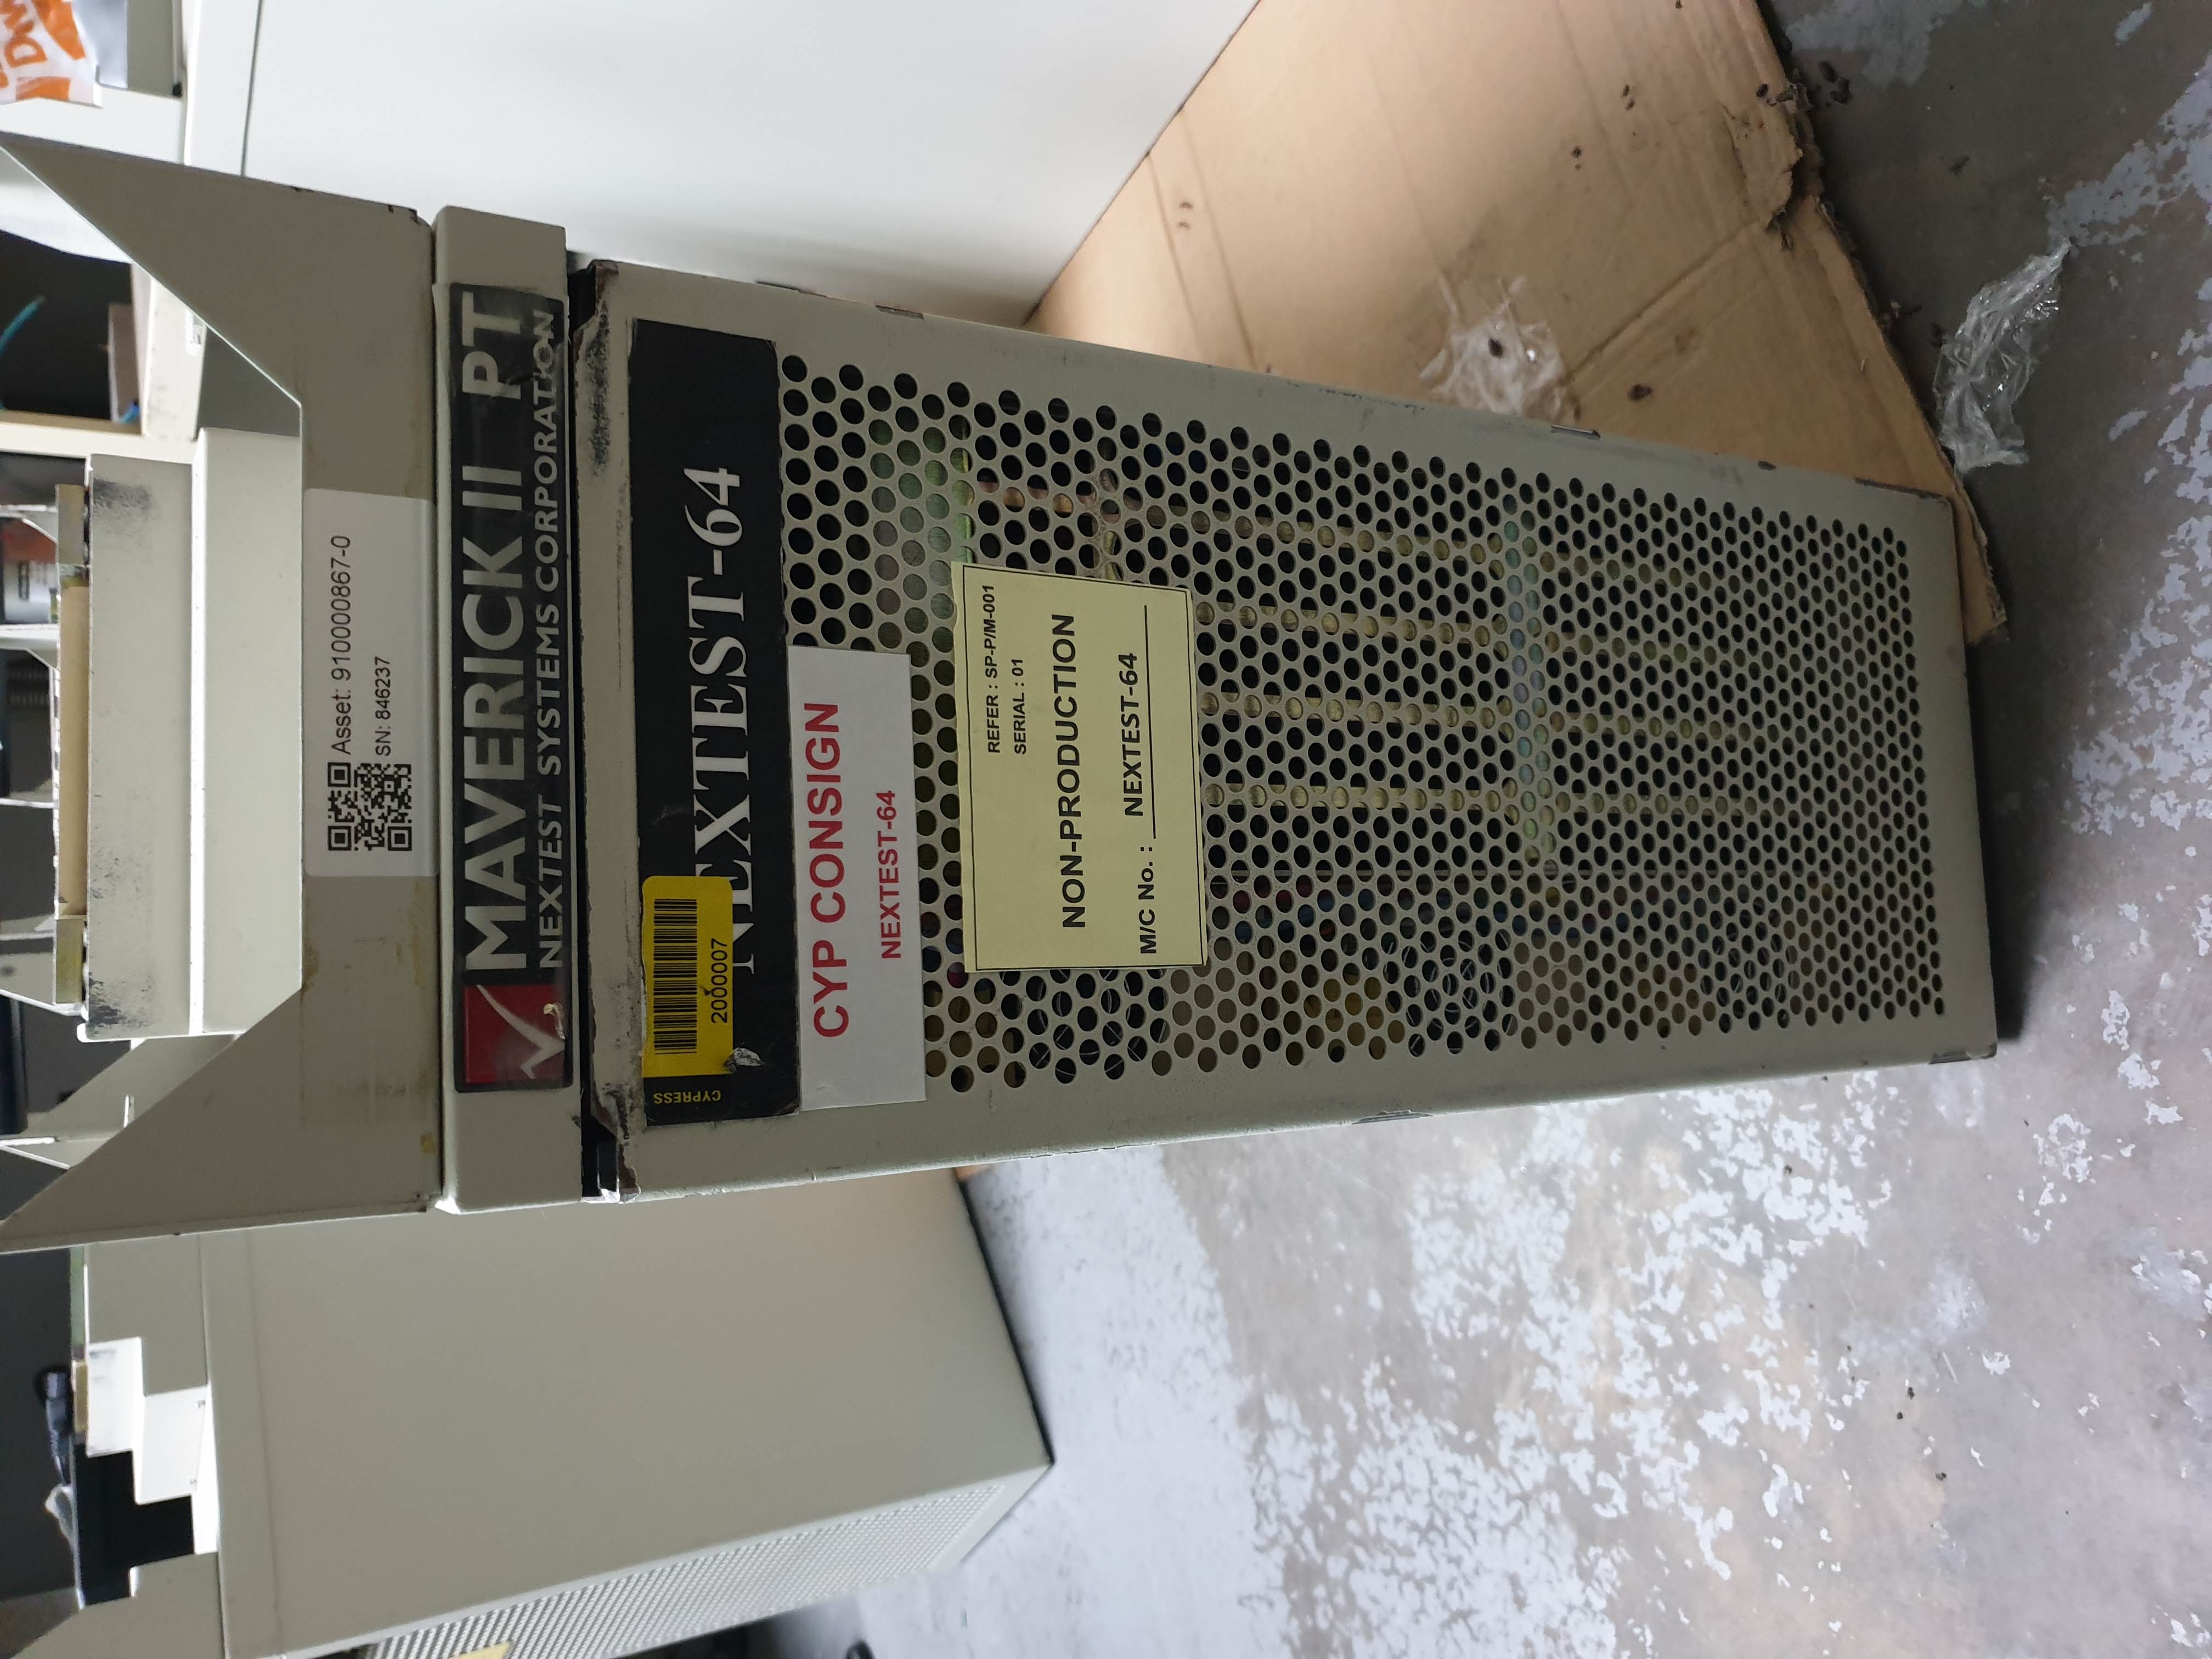 Asset: 9100000867-0
SN: 846237
MAVERICK II PT
NEXTEST SYSTEMS CORPORATION
NEXTEST-64
CYPRESS
2000007
CYP CONSIGN
NEXTEST-64
REFER : SP-P/M-001
SERIAL : 01
NON-PRODUCTION
M/C No. : NEXTEST-64